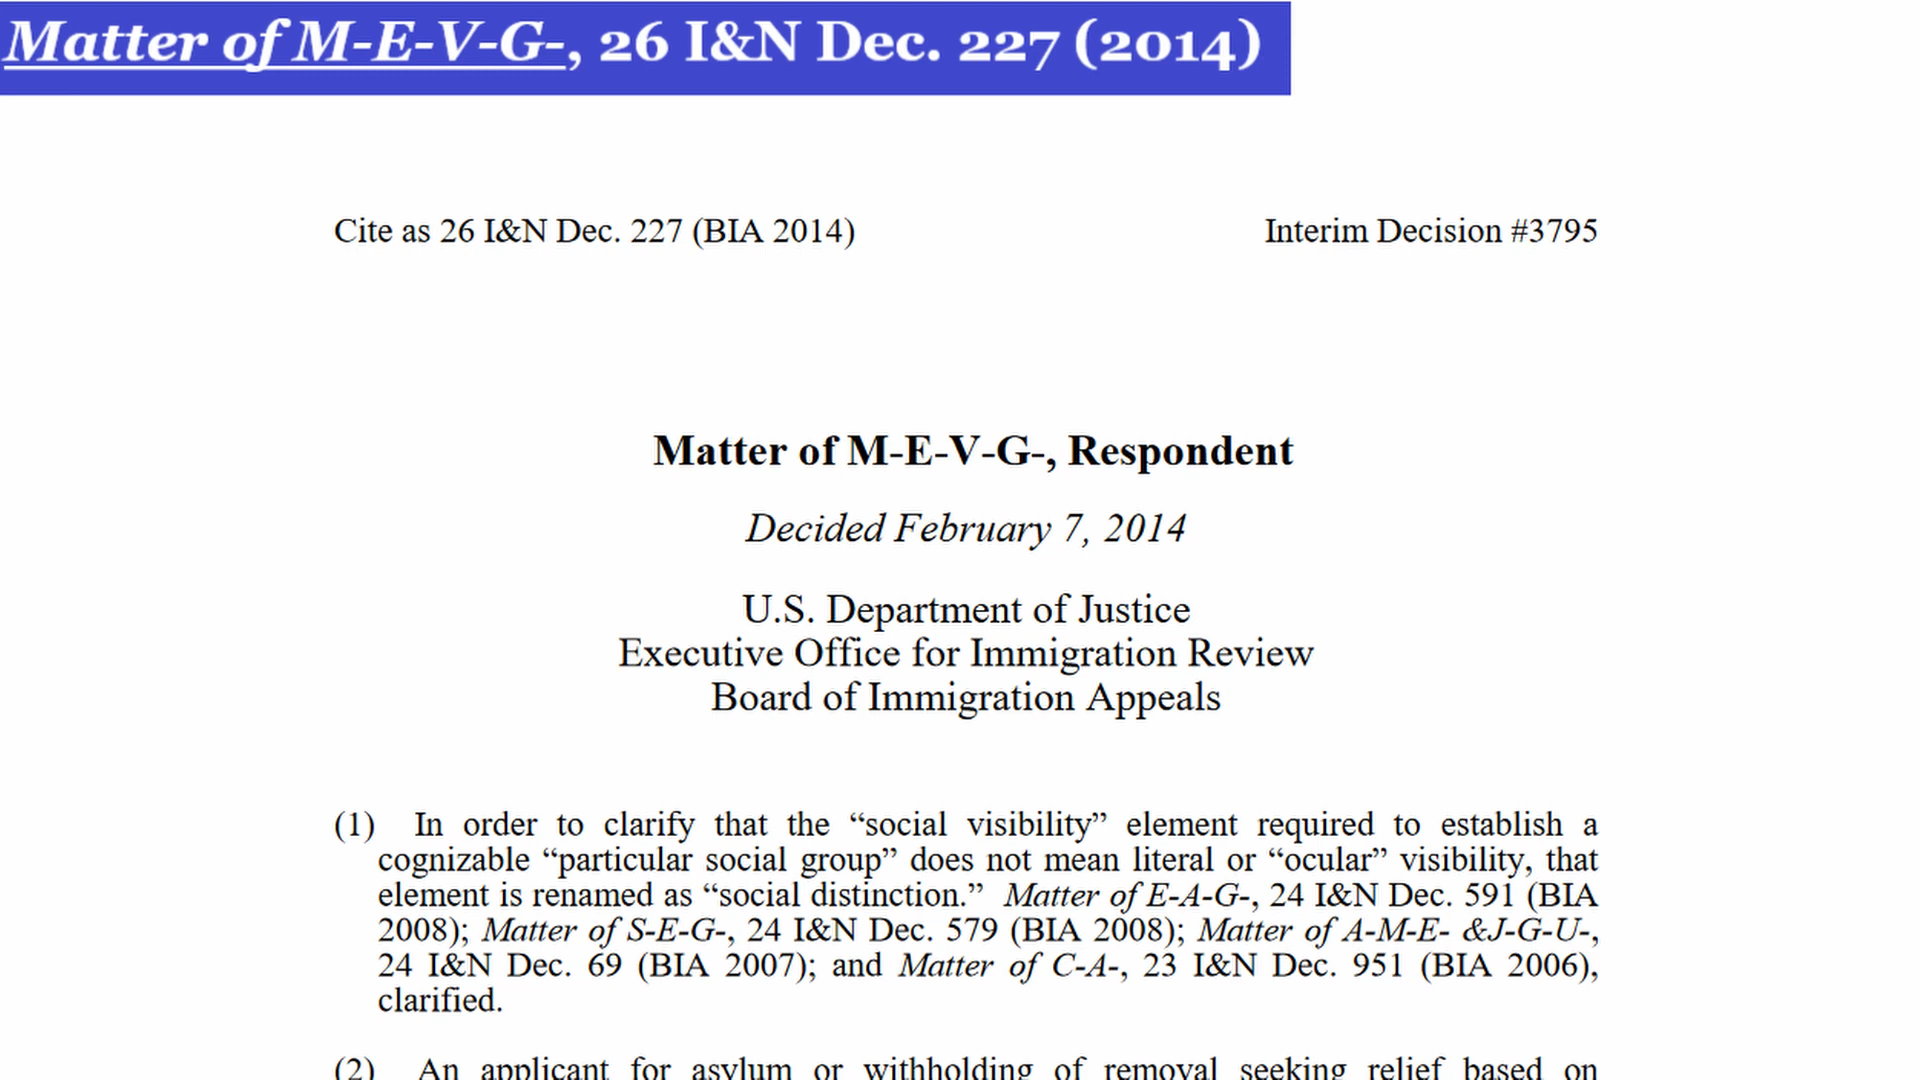 Matter of M-E-V-G-, 26 I&N Dec. 227 (2014)
Cite as 26 I&N Dec. 227 (BIA 2014) Interim Decision #3795
Matter of M-E-V-G-, Respondent
Decided February 7, 2014
U.S. Department of Justice
Executive Office for Immigration Review
Board of Immigration Appeals
(1) In order to clarify that the “social visibility” element required to establish a
cognizable “particular social group” does not mean literal or “ocular” visibility, that
element is renamed as “social distinction.” Matter of E-A-G-, 24 I&N Dec. 591 (BIA
2008); Matter of S-E-G-, 24 I&N Dec. 579 (BIA 2008); Matter of A-M-E- &J-G-U-,
24 I&N Dec. 69 (BIA 2007); and Matter of C-A-, 23 I&N Dec. 951 (BIA 2006),
clarified.
(2) An applicant for asylum or withholding of removal seeking relief based on